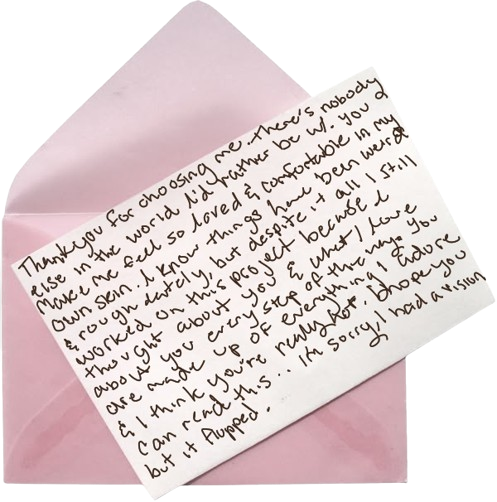 Thank you for choosing me. there's nobody
else in the world I'd rather be w. you
make me feel so loved & comfortable in my
own skin. I know things have been weird
& rough lately, but despite it all I still
worked on this project because I
thought about you & what I love
about you every step of the way. you
are made up of everything I adore
& I think you're really hot. I hope you
can read this.. I'm sorry, I had a vision
but it flopped.